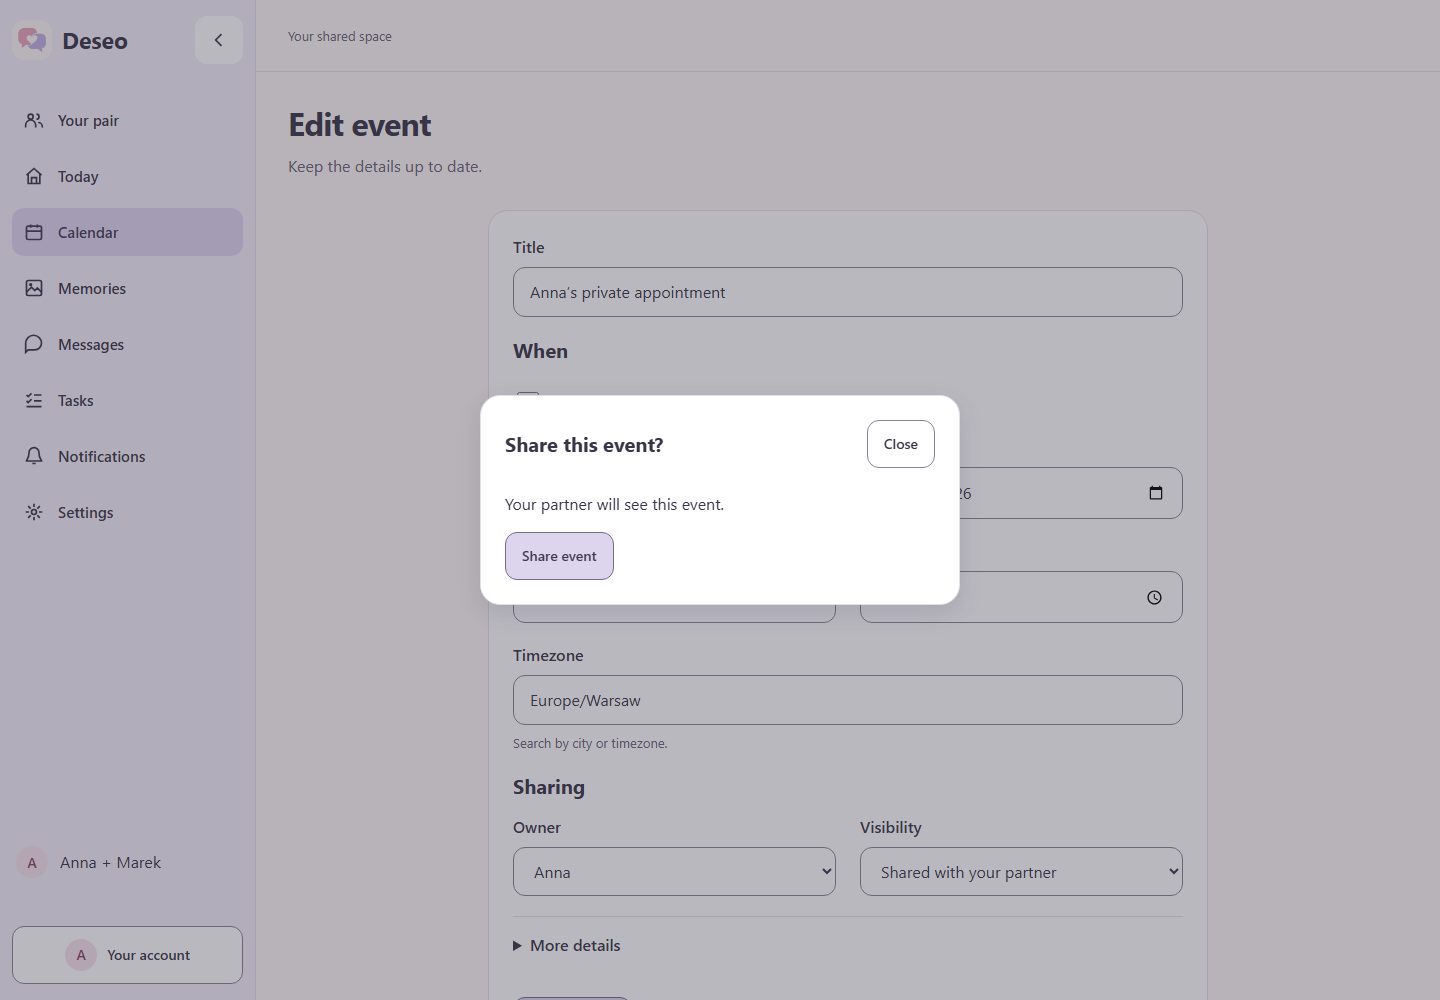 Deseo
Your shared space
Your pair
Today
Calendar
Memories
Messages
Tasks
Notifications
Settings
A Anna + Marek
A Your account
Edit event
Keep the details up to date.
Title
Anna's private appointment
When
Share this event?
Close
Your partner will see this event.
Share event
26
Timezone
Europe/Warsaw
Search by city or timezone.
Sharing
Owner
Visibility
Anna
Shared with your partner
More details